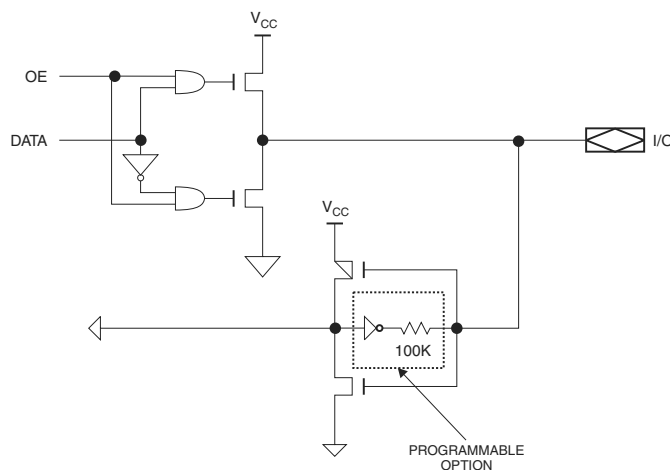 VCC
OE
DATA
I/O
VCC
100K
PROGRAMMABLE
OPTION